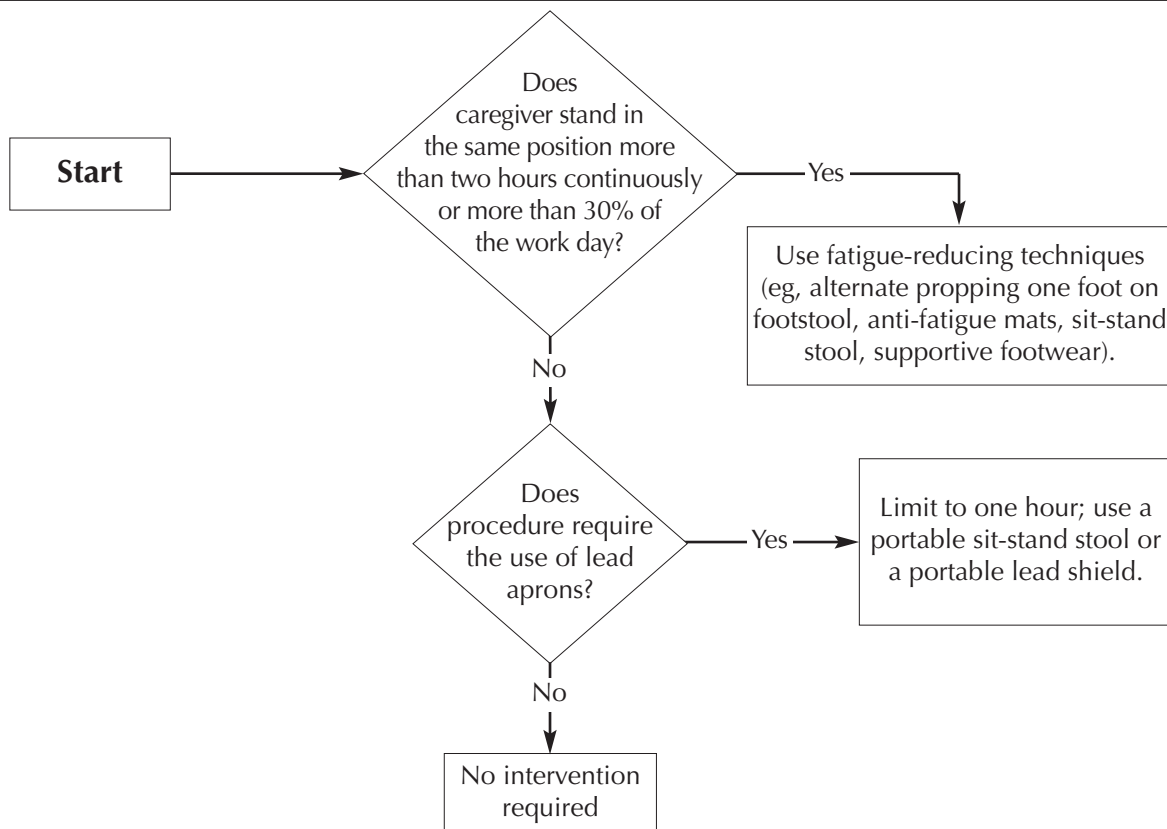 Does
caregiver stand in
the same position more
than two hours continuously
or more than 30% of
the work day?
Start
Yes
Use fatigue-reducing techniques
(eg, alternate propping one foot on
footstool, anti-fatigue mats, sit-stand
stool, supportive footwear).
No
Does
procedure require
the use of lead
aprons?
Yes
Limit to one hour; use a
portable sit-stand stool or
a portable lead shield.
No
No intervention
required